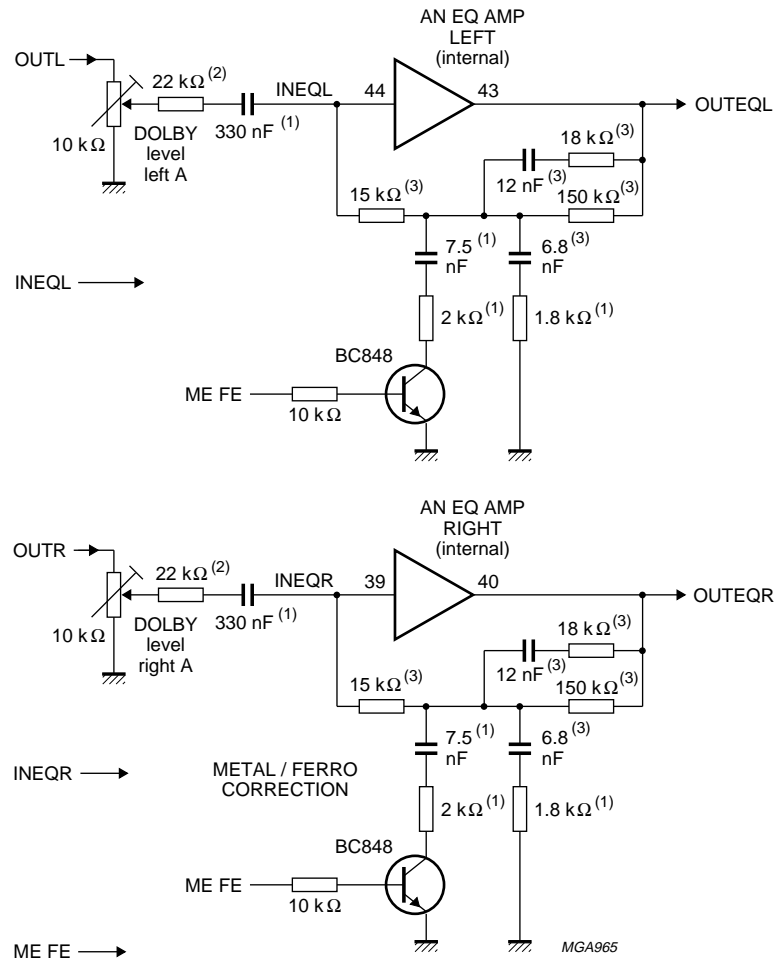 AN EQ AMP
LEFT
(internal)
OUTL
22 kΩ (2)
INEQL
44
43
OUTEQL
10 kΩ
DOLBY
level
left A
330 nF (1)
18 kΩ (3)
12 nF (3)
15 kΩ (3)
150 kΩ (3)
7.5 (1)
nF
6.8 (3)
nF
INEQL
2 kΩ (1)
1.8 kΩ (1)
BC848
ME FE
10 kΩ
AN EQ AMP
RIGHT
(internal)
OUTR
22 kΩ (2)
INEQR
39
40
OUTEQR
10 kΩ
DOLBY
level
right A
330 nF (1)
18 kΩ (3)
12 nF (3)
15 kΩ (3)
150 kΩ (3)
7.5 (1)
nF
6.8 (3)
nF
INEQR
METAL / FERRO
CORRECTION
2 kΩ (1)
1.8 kΩ (1)
BC848
ME FE
10 kΩ
ME FE
MGA965